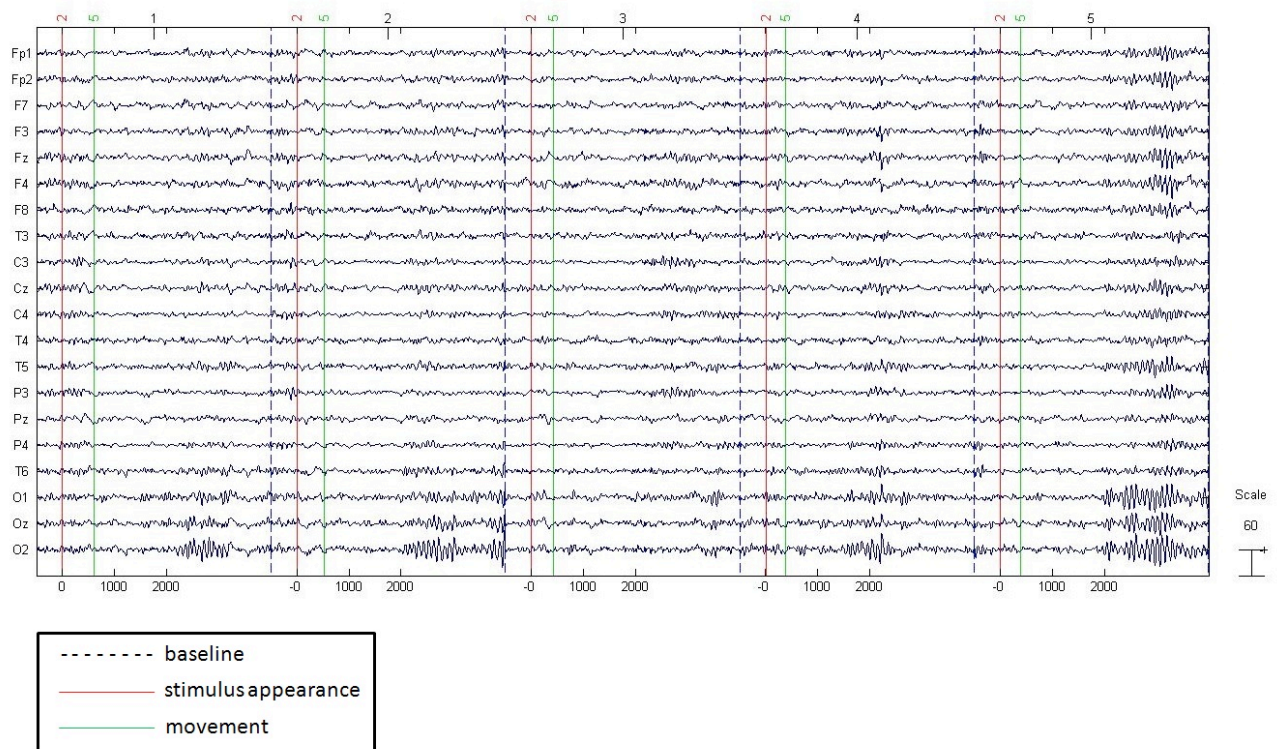 2 5 1 2 5 2 2 5 3 2 5 4 2 5 5
Fp1
Fp2
F7
F3
Fz
F4
F8
T3
C3
Cz
C4
T4
T5
P3
Pz
P4
T6
O1
Oz
O2
Scale
60
+
0 1000 2000 -0 1000 2000 -0 1000 2000 -0 1000 2000 -0 1000 2000
baseline
stimulus appearance
movement